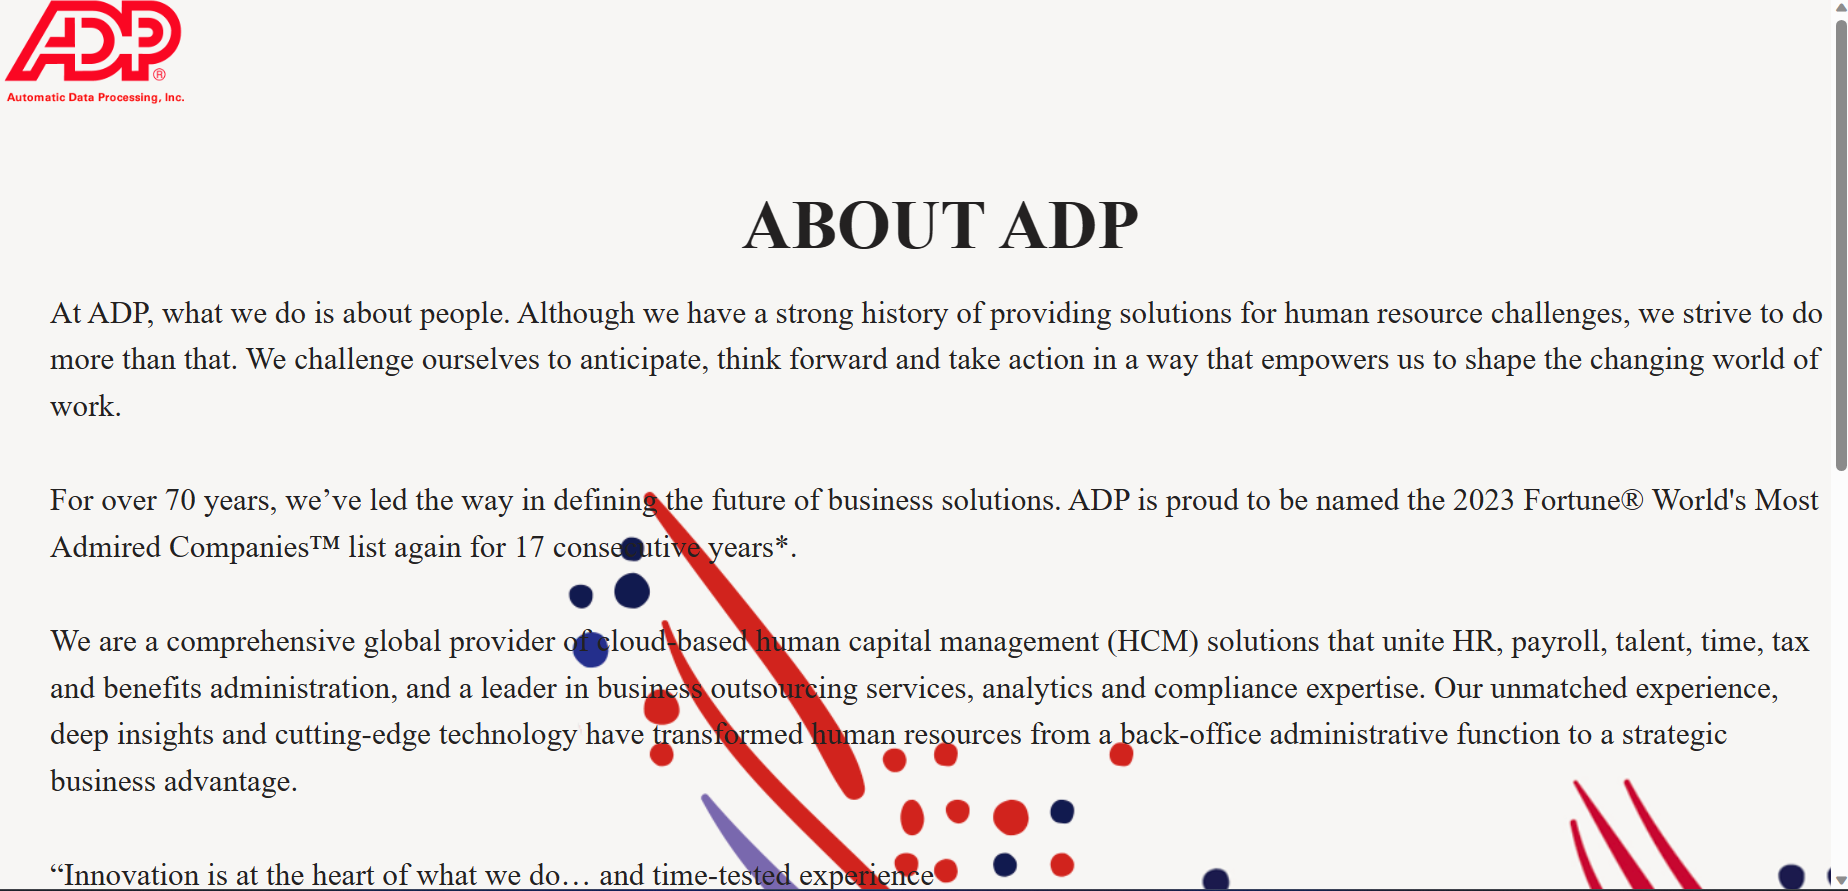 ADP®
Automatic Data Processing, Inc.
ABOUT ADP
At ADP, what we do is about people. Although we have a strong history of providing solutions for human resource challenges, we strive to do
more than that. We challenge ourselves to anticipate, think forward and take action in a way that empowers us to shape the changing world of
work.
For over 70 years, we’ve led the way in defining the future of business solutions. ADP is proud to be named the 2023 Fortune® World's Most
Admired Companies™ list again for 17 consecutive years*.
We are a comprehensive global provider of cloud-based human capital management (HCM) solutions that unite HR, payroll, talent, time, tax
and benefits administration, and a leader in business outsourcing services, analytics and compliance expertise. Our unmatched experience,
deep insights and cutting-edge technology have transformed human resources from a back-office administrative function to a strategic
business advantage.
“Innovation is at the heart of what we do… and time-tested experience